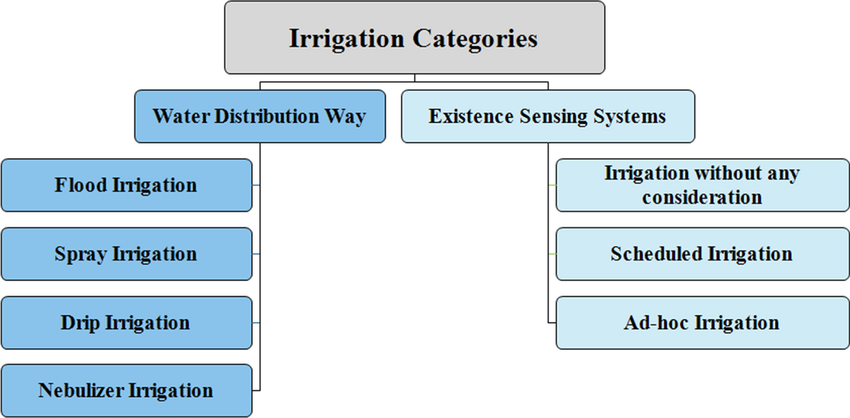 Irrigation Categories
Water Distribution Way
Existence Sensing Systems
Flood Irrigation
Spray Irrigation
Drip Irrigation
Nebulizer Irrigation
Irrigation without any
consideration
Scheduled Irrigation
Ad-hoc Irrigation